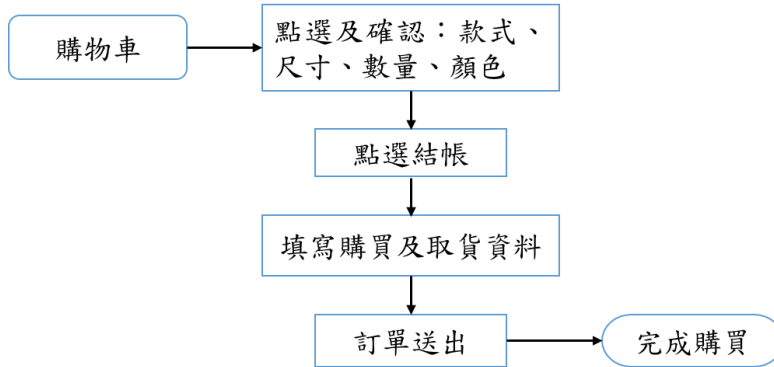 購物車
點選及確認：款式、
尺寸、數量、顏色
點選結帳
填寫購買及取貨資料
訂單送出
完成購買